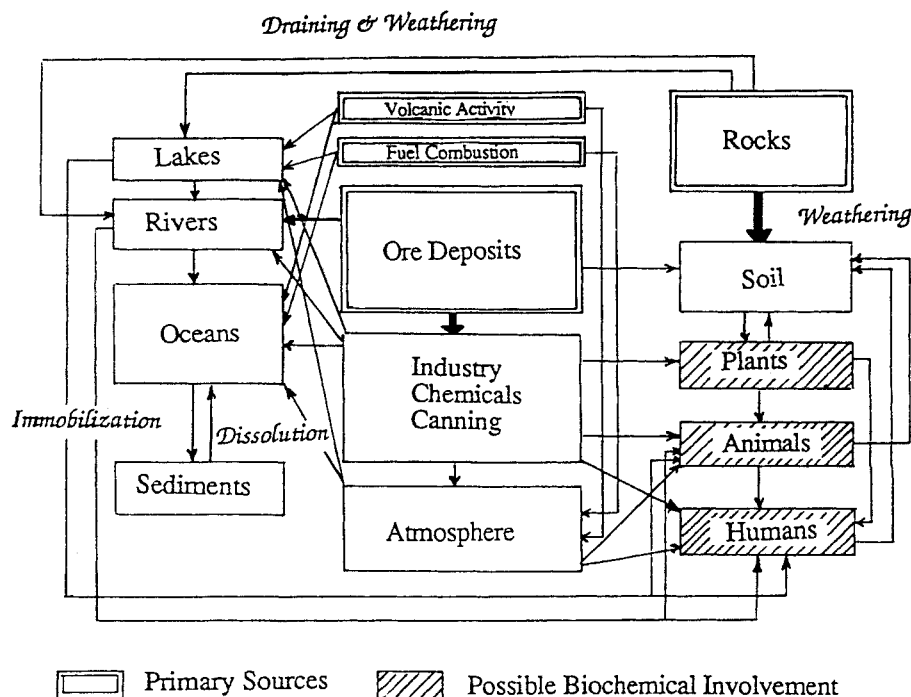 Draining & Weathering
Volcanic Activity
Fuel Combustion
Rocks
Lakes
Rivers
Weathering
Ore Deposits
Soil
Oceans
Industry
Chemicals
Canning
Plants
Immobilization
Dissolution
Animals
Sediments
Atmosphere
Humans
Primary Sources
Possible Biochemical Involvement